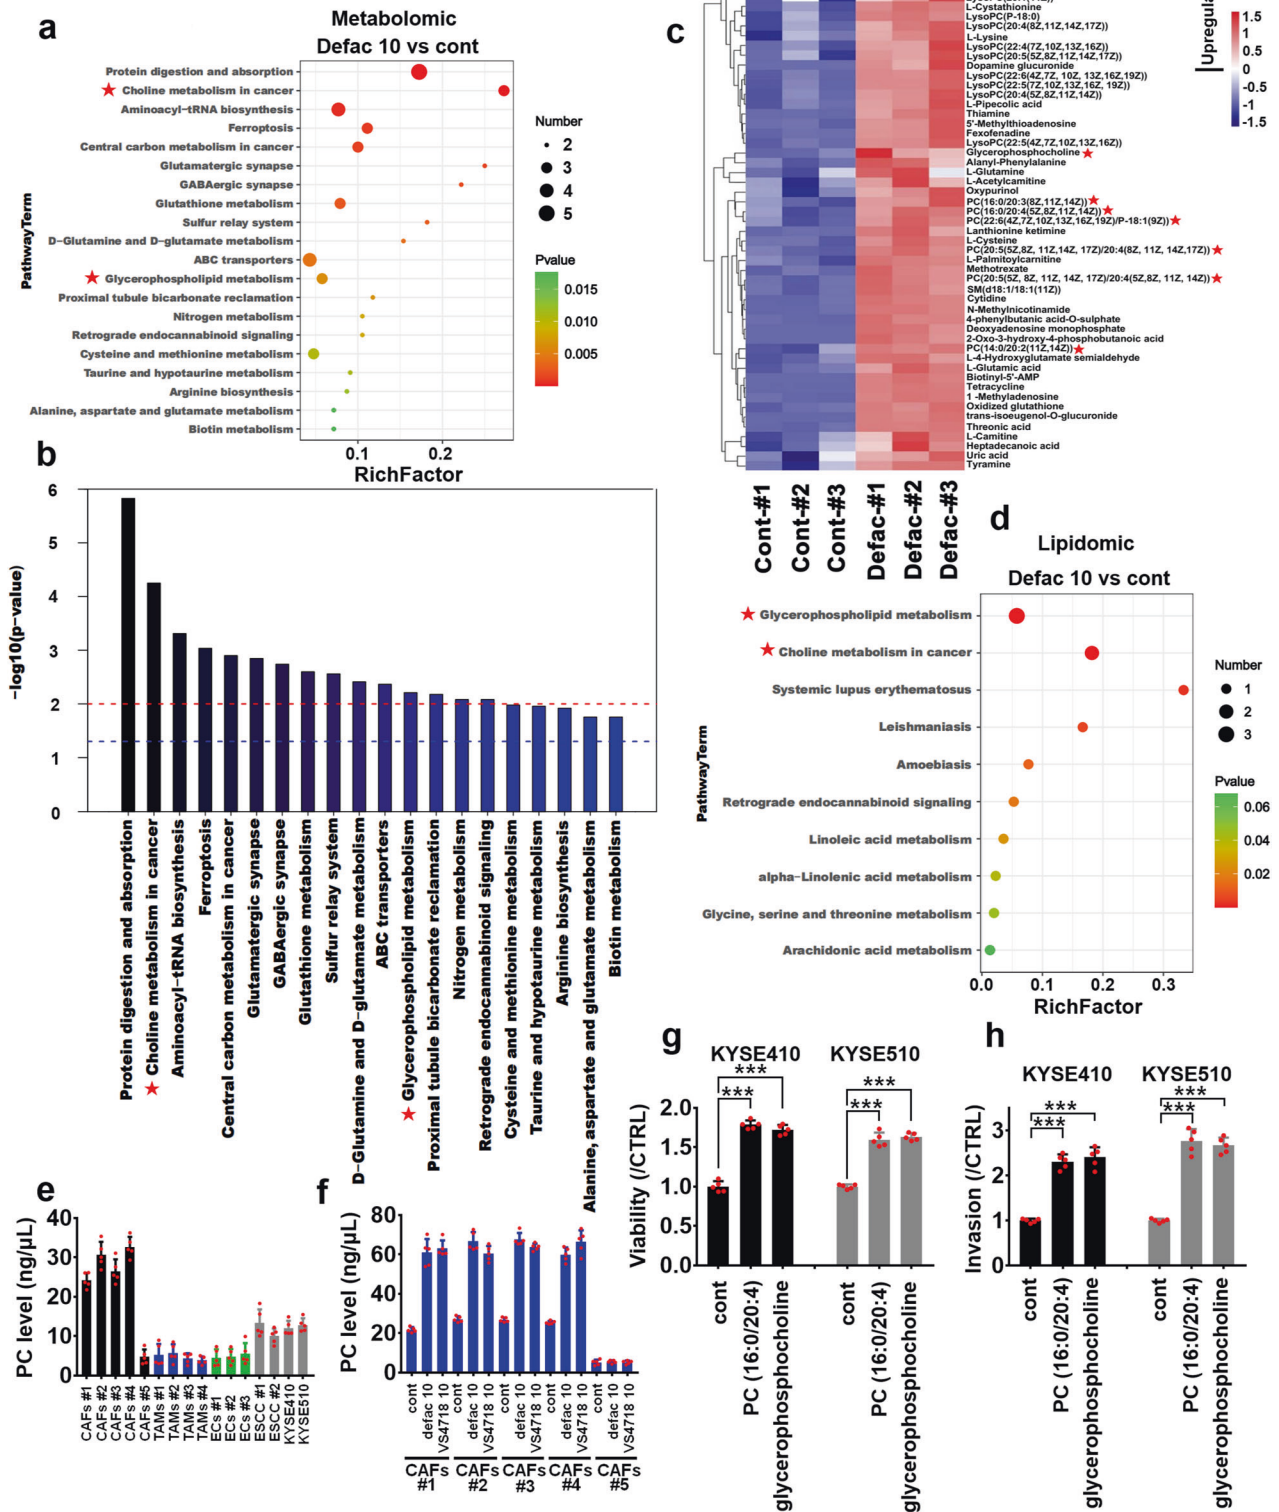 a
Metabolomic
Defac 10 vs cont
PathwayTerm
Protein digestion and absorption
Choline metabolism in cancer
Aminoacyl-tRNA biosynthesis
Ferroptosis
Central carbon metabolism in cancer
Glutamatergic synapse
GABAergic synapse
Glutathione metabolism
Sulfur relay system
D-Glutamine and D-glutamate metabolism
ABC transporters
Glycerophospholipid metabolism
Proximal tubule bicarbonate reclamation
Nitrogen metabolism
Retrograde endocannabinoid signaling
Cysteine and methionine metabolism
Taurine and hypotaurine metabolism
Arginine biosynthesis
Alanine, aspartate and glutamate metabolism
Biotin metabolism
0.1
0.2
RichFactor
Number
2
3
4
5
Pvalue
0.015
0.010
0.005
b
-log10(p-value)
6
5
4
3
2
1
0
Protein digestion and absorption
Choline metabolism in cancer
Aminoacyl-tRNA biosynthesis
Ferroptosis
Central carbon metabolism in cancer
Glutamatergic synapse
GABAergic synapse
Glutathione metabolism
Sulfur relay system
D-Glutamine and D-glutamate metabolism
ABC transporters
Glycerophospholipid metabolism
Proximal tubule bicarbonate reclamation
Nitrogen metabolism
Retrograde endocannabinoid signaling
Cysteine and methionine metabolism
Taurine and hypotaurine metabolism
Arginine biosynthesis
Alanine, aspartate and glutamate metabolism
Biotin metabolism
c
L-Cystathionine
LysoPC(P-18:0)
LysoPC(20:4(8Z,11Z,14Z,17Z))
L-Lysine
LysoPC(22:4(7Z,10Z,13Z,16Z))
LysoPC(20:5(5Z,8Z,11Z,14Z,17Z))
Dopamine glucuronide
LysoPC(22:6(4Z,7Z, 10Z, 13Z,16Z,19Z))
LysoPC(22:5(7Z,10Z,13Z,16Z, 19Z))
LysoPC(20:4(5Z,8Z,11Z,14Z))
L-Pipecolic acid
Thiamine
5'-Methylthioadenosine
Fexofenadine
LysoPC(22:5(4Z,7Z,10Z,13Z,16Z))
Glycerophosphocholine
Alanyl-Phenylalanine
L-Glutamine
L-Acetylcamitine
Oxypurinol
PC(16:0/20:3(8Z,11Z,14Z))
PC(16:0/20:4(5Z,8Z,11Z,14Z))
PC(22:6(4Z,7Z,10Z,13Z,16Z,19Z)/P-18:1(9Z))
Lanthionine ketimine
L-Cysteine
PC(20:5(5Z,8Z, 11Z,14Z, 17Z)/20:4(8Z, 11Z, 14Z,17Z))
L-Palmitoylcarnitine
Methotrexate
PC(20:5(5Z, 8Z, 11Z, 14Z, 17Z)/20:4(5Z,8Z, 11Z, 14Z))
SM(d18:1/18:1(11Z))
Cytidine
N-Methylnicotinamide
4-phenylbutanic acid-O-sulphate
Deoxyadenosine monophosphate
2-Oxo-3-hydroxy-4-phosphobutanoic acid
PC(14:0/20:2(11Z,14Z))
L-4-Hydroxyglutamate semialdehyde
L-Glutamic acid
Biotinyl-5'-AMP
Tetracycline
1 -Methyladenosine
Oxidized glutathione
trans-isoeugenol-O-glucuronide
Threonic acid
L-Camitine
Heptadecanoic acid
Uric acid
Tyramine
Cont-#1
Cont-#2
Cont-#3
Defac-#1
Defac-#2
Defac-#3
Upregula
1.5
1
0.5
0
-0.5
-1
-1.5
d
Lipidomic
Defac 10 vs cont
PathwayTerm
Glycerophospholipid metabolism
Choline metabolism in cancer
Systemic lupus erythematosus
Leishmaniasis
Amoebiasis
Retrograde endocannabinoid signaling
Linoleic acid metabolism
alpha-Linolenic acid metabolism
Glycine, serine and threonine metabolism
Arachidonic acid metabolism
0.0
0.1
0.2
0.3
RichFactor
Number
1
2
3
Pvalue
0.06
0.04
0.02
e
PC level (ng/µL)
40
30
20
10
0
CAFs #1
CAFs #2
CAFs #3
CAFs #4
CAFs #5
TAMs #1
TAMs #2
TAMs #3
TAMs #4
ECs #1
ECs #2
ECs #3
ESCC #1
ESCC #2
KYSE410
KYSE510
f
PC level (ng/µL)
80
60
40
20
0
cont
defac 10
VS4718 10
cont
defac 10
VS4718 10
cont
defac 10
VS4718 10
cont
defac 10
VS4718 10
cont
defac 10
VS4718 10
CAFs #1
CAFs #2
CAFs #3
CAFs #4
CAFs #5
g
KYSE410
KYSE510
***
***
***
***
Viability (/CTRL)
2.0
1.5
1.0
0.5
0.0
cont
PC (16:0/20:4)
glycerophosphocholine
cont
PC (16:0/20:4)
glycerophosphocholine
h
KYSE410
KYSE510
***
***
***
***
Invasion (/CTRL)
3
2
1
0
cont
PC (16:0/20:4)
glycerophosphocholine
cont
PC (16:0/20:4)
glycerophosphocholine